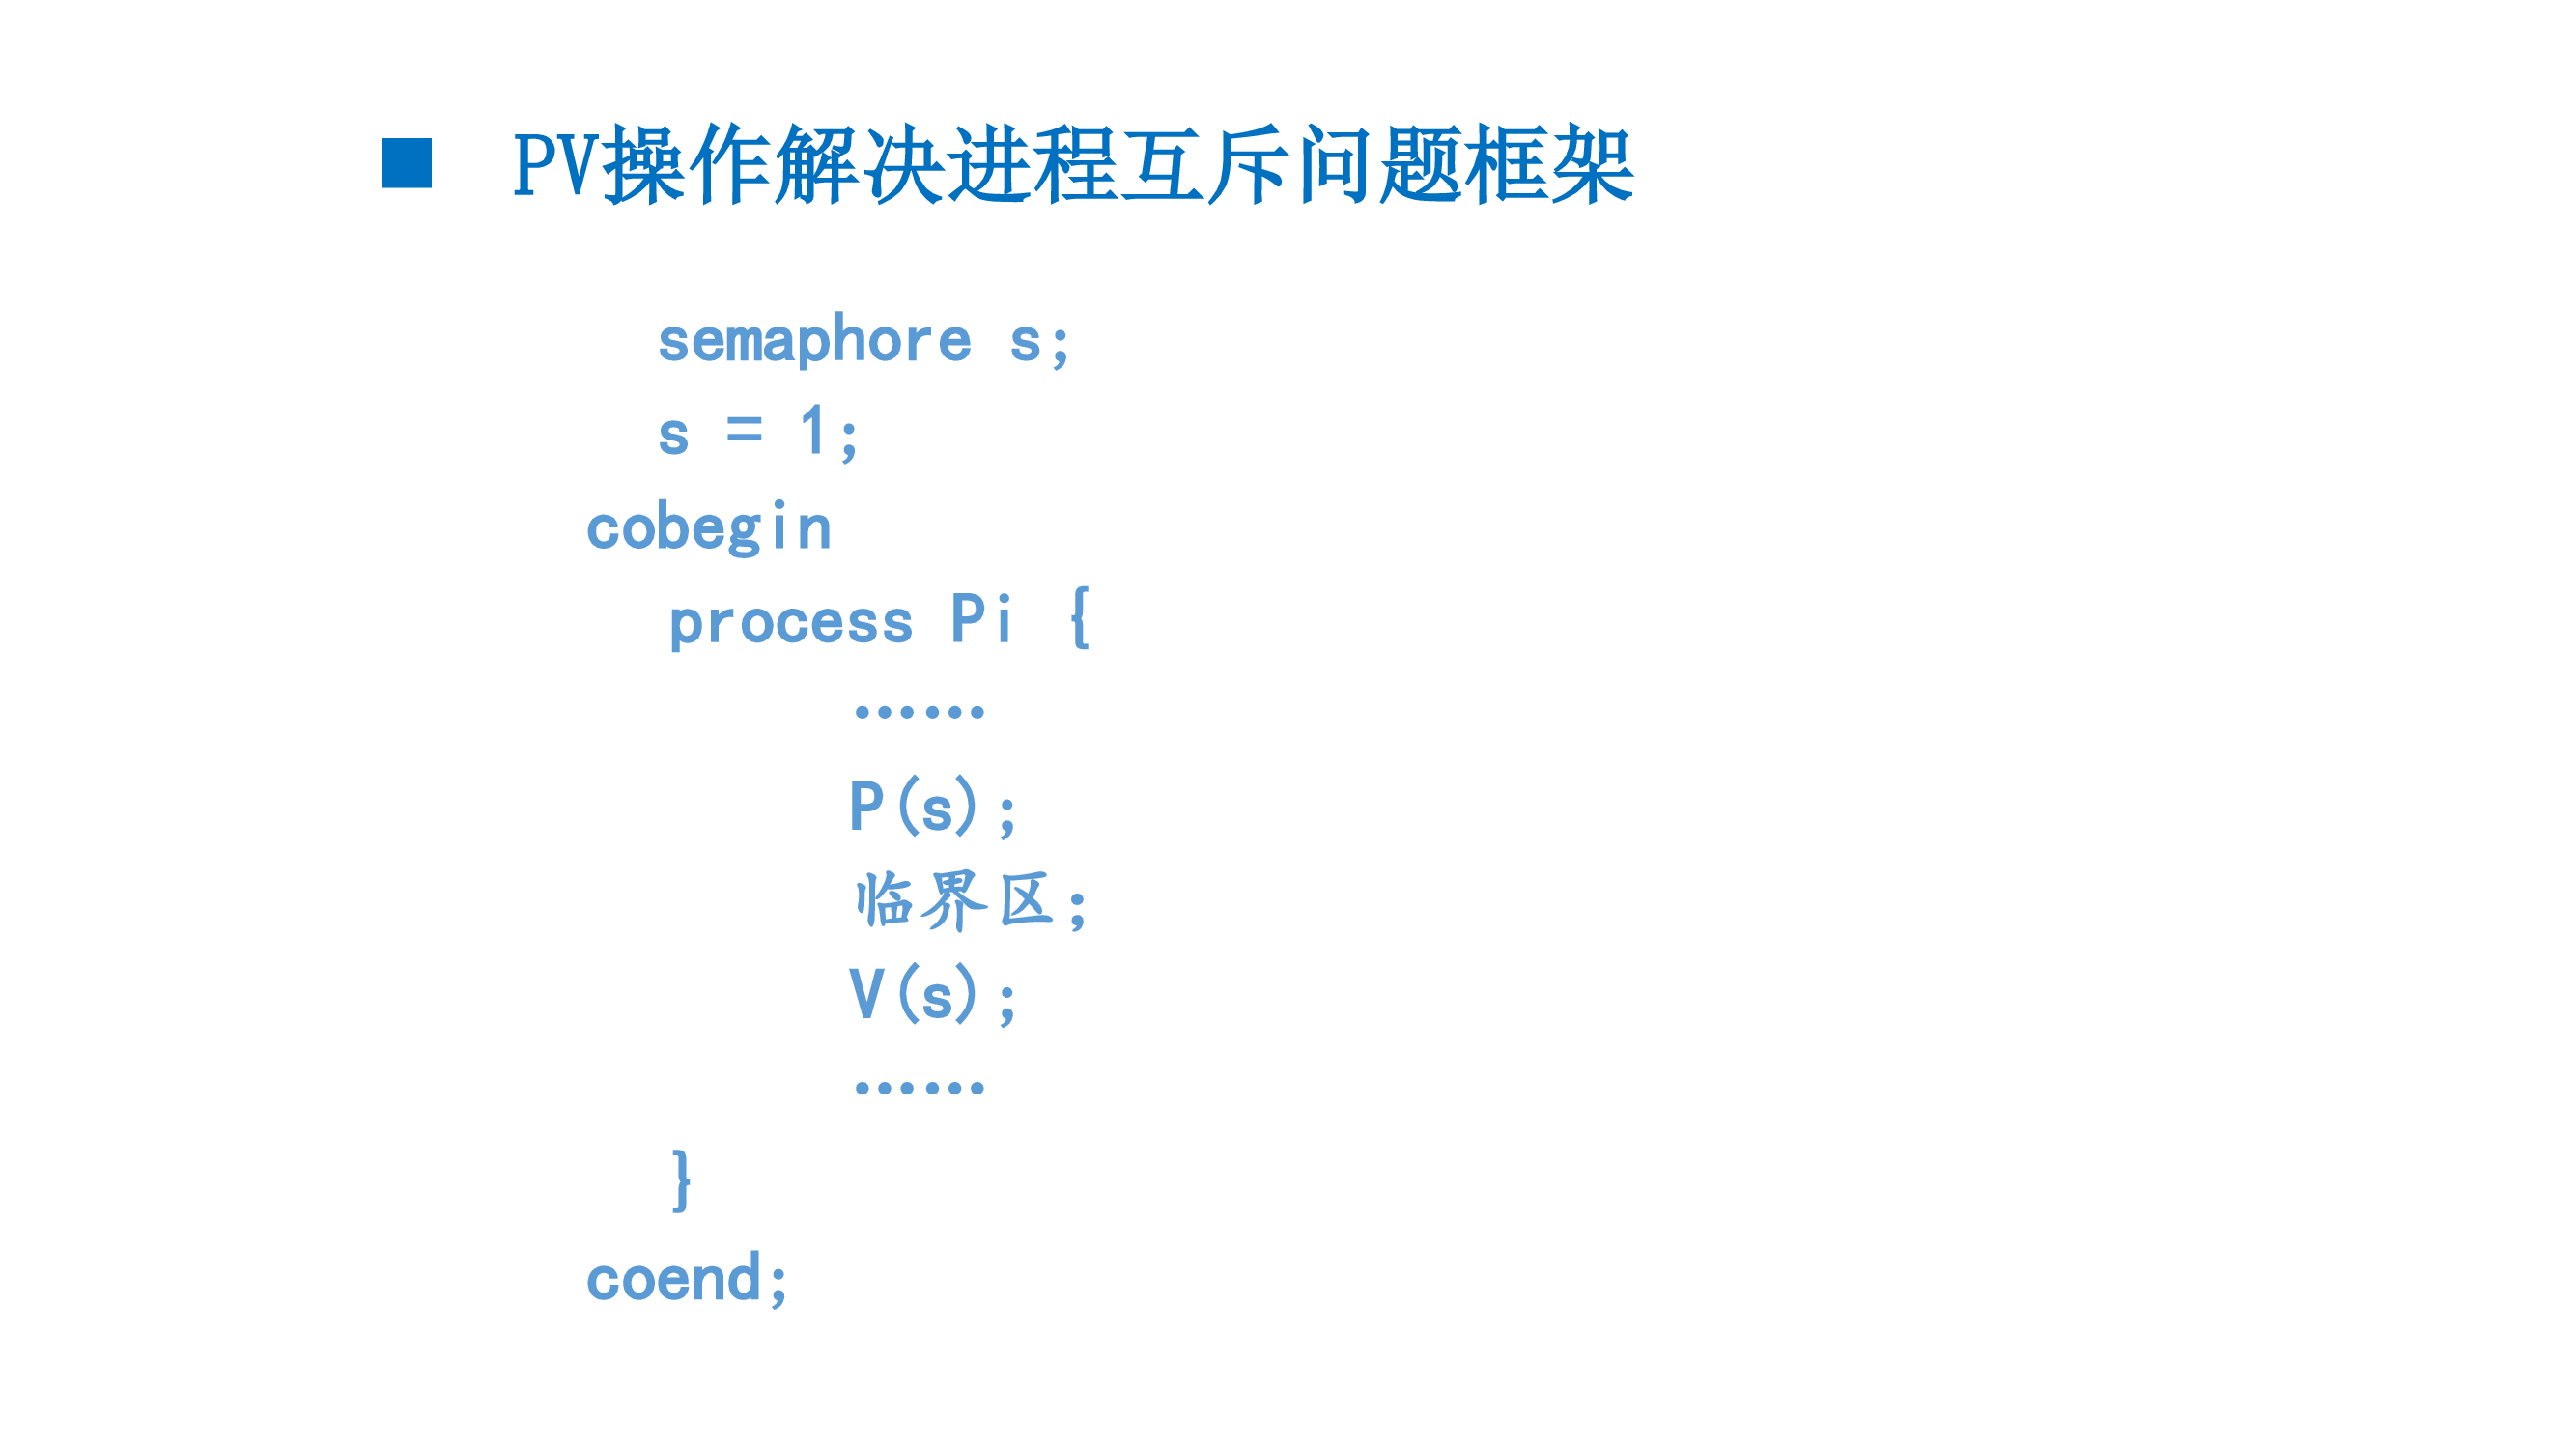 ■ PV操作解决进程互斥问题框架
semaphore s;
s = 1;
cobegin
process Pi {
……
P(s);
临界区;
V(s);
……
}
coend;